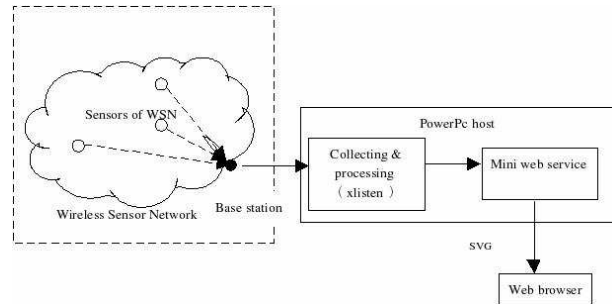 Sensors of WSN
Wireless Sensor Network
Base station
PowerPc host
Collecting &
processing
（ xlisten ）
Mini web service
SVG
Web browser